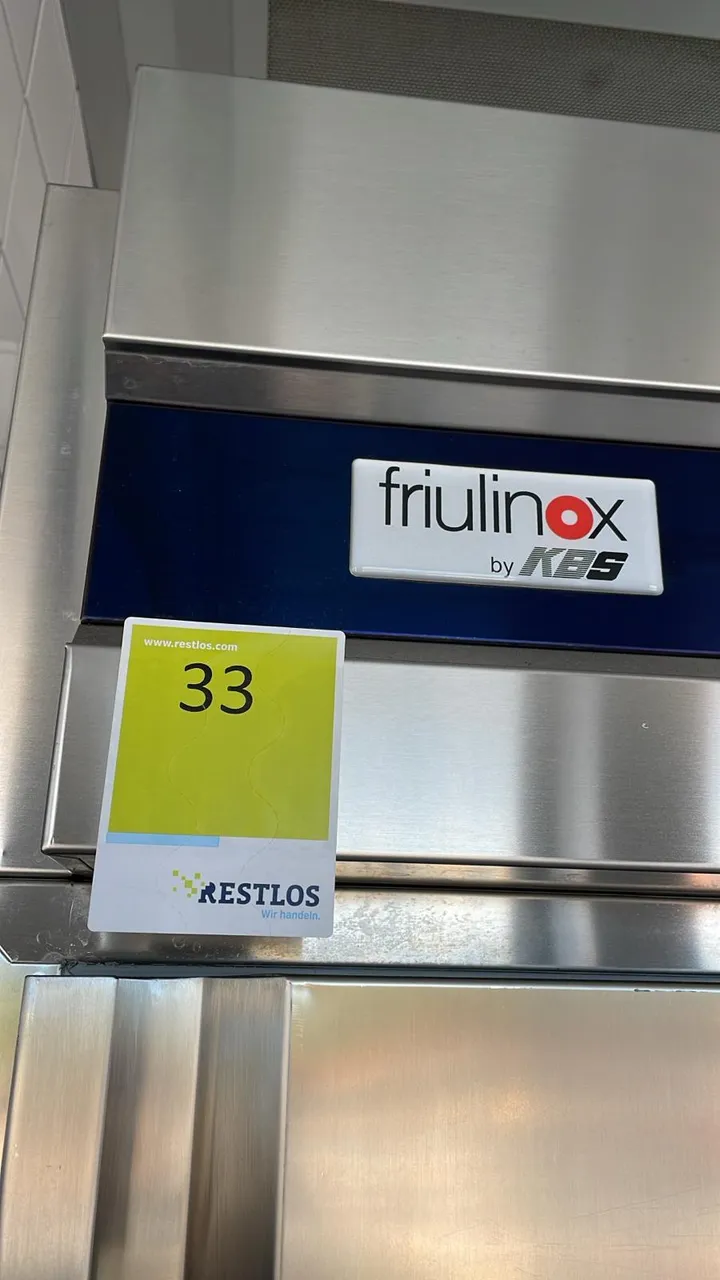 friulinox
by KBS
www.restlos.com
33
RESTLOS
Wir handeln.